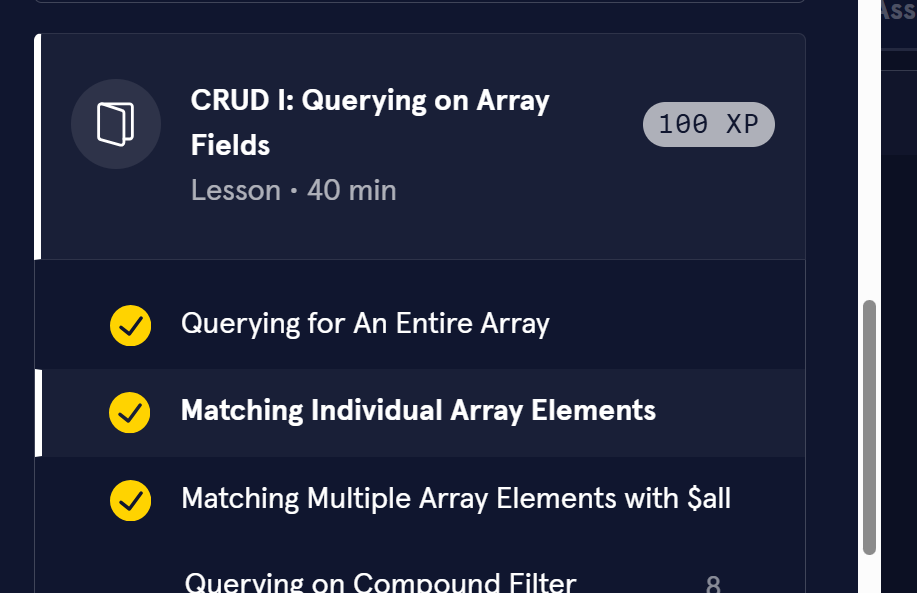 Ass
CRUD I: Querying on Array
Fields
100 XP
Lesson • 40 min
Querying for An Entire Array
Matching Individual Array Elements
Matching Multiple Array Elements with $all
Querying on Compound Filter
8